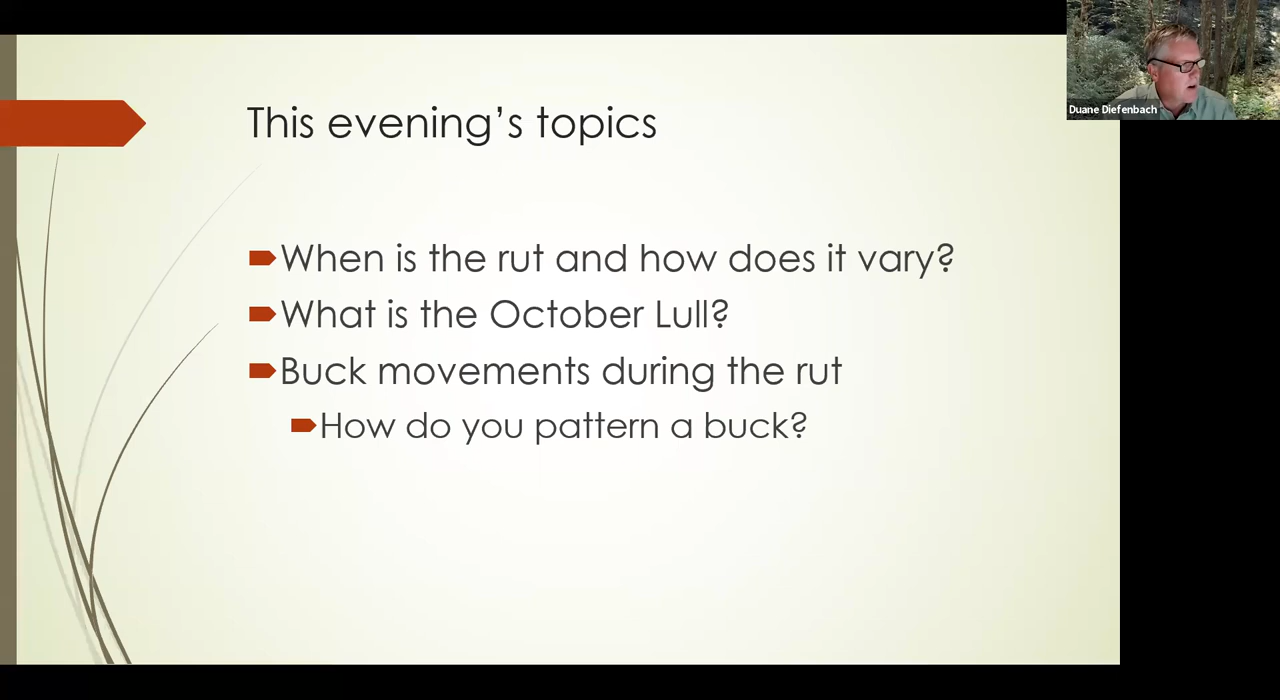 This evening’s topics
When is the rut and how does it vary?
What is the October Lull?
Buck movements during the rut
How do you pattern a buck?
Duane Diefenbach